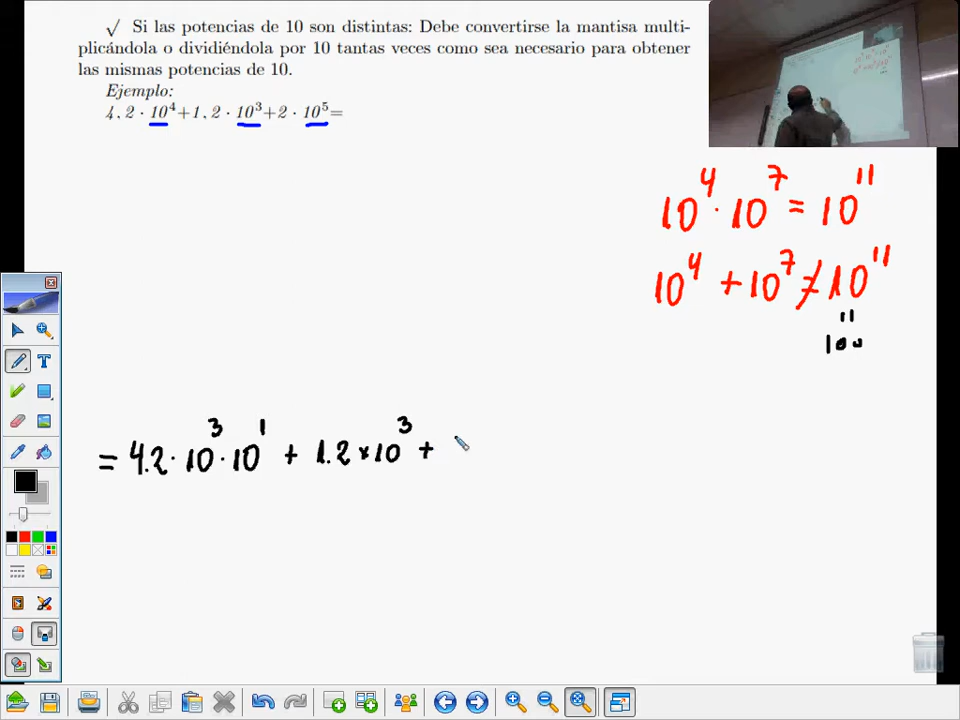 √ Si las potencias de 10 son distintas: Debe convertirse la mantisa multi-
plicándola o dividiéndola por 10 tantas veces como sea necesario para obtener
las mismas potencias de 10.
Ejemplo:
4,2 · 10⁴+1,2 · 10³+2 · 10⁵=
10⁴ · 10⁷ = 10¹¹
10⁴ + 10⁷ ≠ 10¹¹
= 4.2 · 10³ · 10¹ + 1.2 × 10³ +